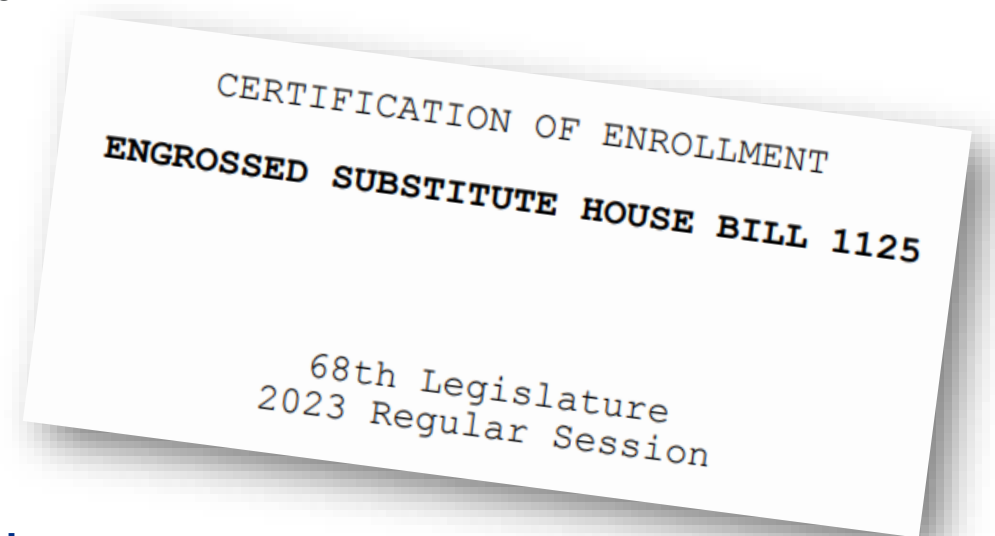 CERTIFICATION OF ENROLLMENT
ENGROSSED SUBSTITUTE HOUSE BILL 1125
68th Legislature
2023 Regular Session